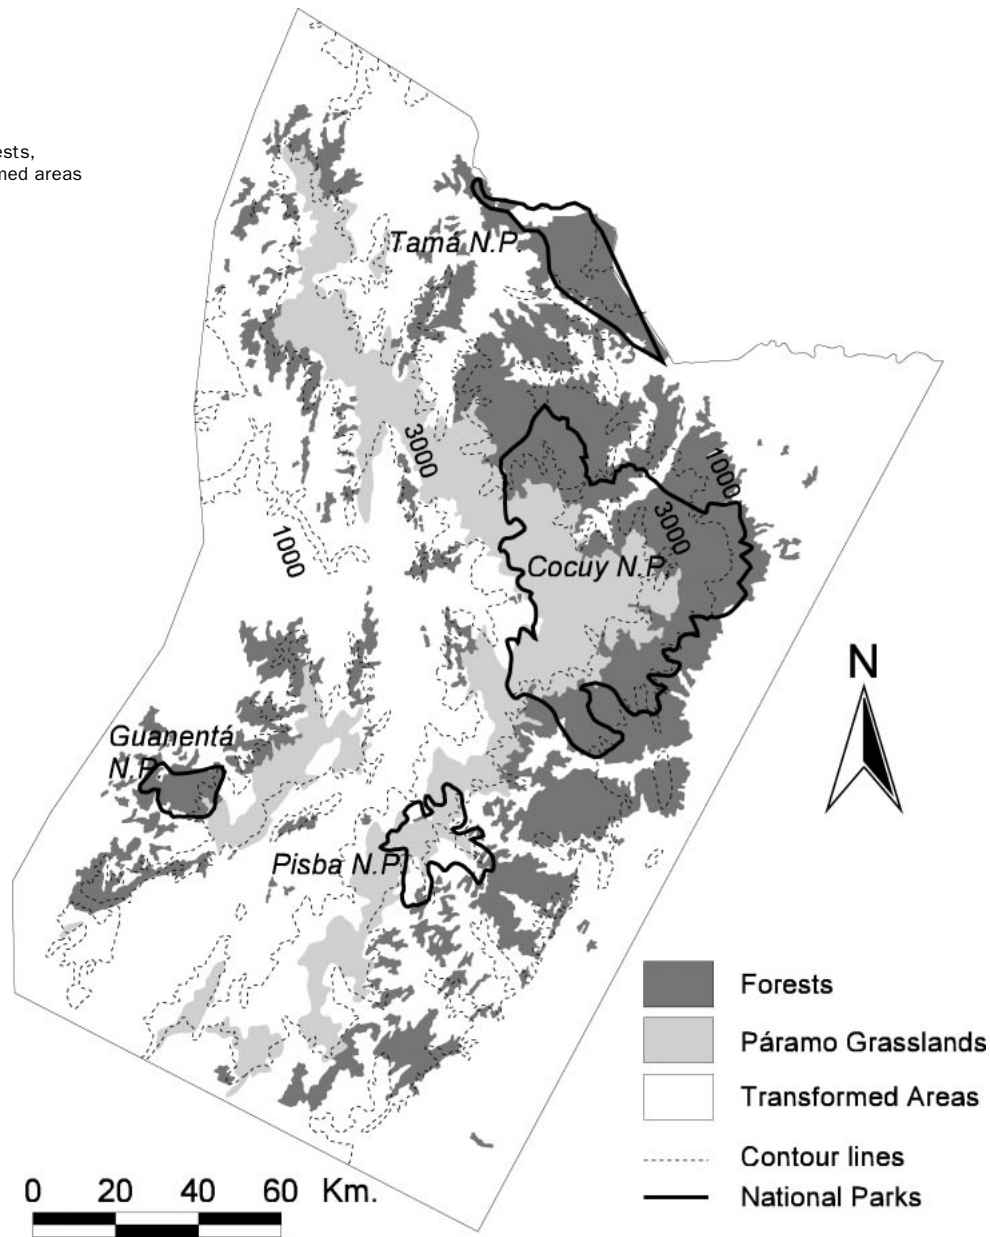 ests,
med areas
Tamá N.P.
3000
1000
3000
1000
Cocuy N.P.
N
Guanentá
N.P.
Pisba N.P.
Forests
Páramo Grasslands
Transformed Areas
Contour lines
National Parks
0 20 40 60 Km.